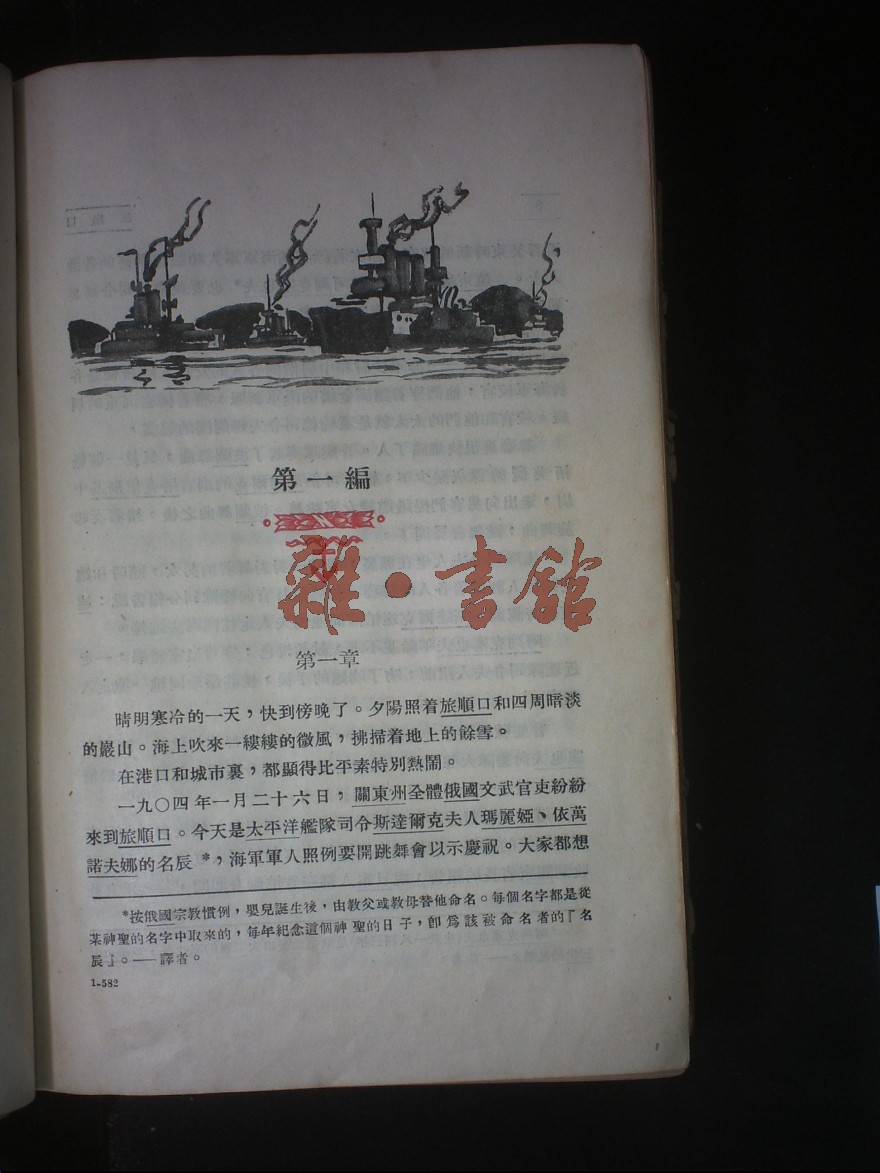 第一編
雜·書館
第一章
晴明寒冷的一天，快到傍晚了。夕陽照着旅順口和四周暗淡
的巖山。海上吹來一縷縷的微風，拂掃着地上的餘雪。
在港口和城市裏，都顯得比平素特別熱鬧。
一九〇四年一月二十六日，關東州全體俄國文武官吏紛紛
來到旅順口。今天是太平洋艦隊司令斯達爾克夫人瑪麗婭、依萬
諾夫娜的名辰*，海軍軍人照例要開跳舞會以示慶祝。大家都想
*按俄國宗教慣例，嬰兒誕生後，由教父或教母替他命名。每個名字都是從
某神聖的名字中取來的，每年紀念這個神聖的日子，卽爲該被命名者的『名
辰』。——譯者。
1-582